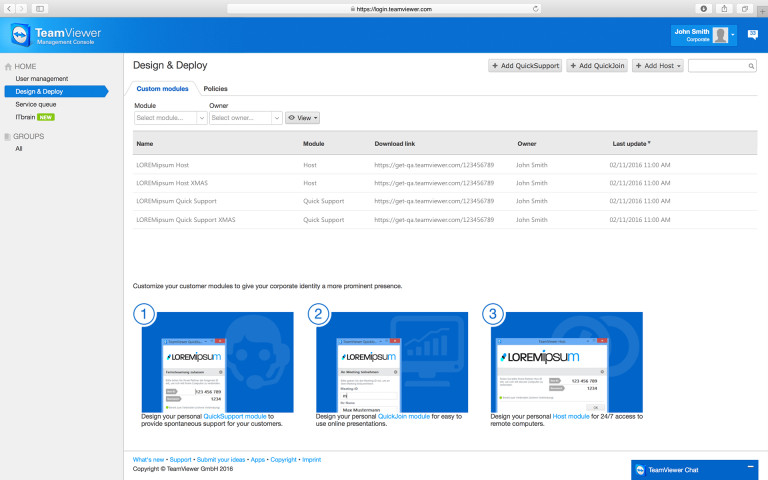 https://login.teamviewer.com
TeamViewer
Management Console
John Smith
Corporate
33
HOME
User management
Design & Deploy
Service queue
ITbrain NEW
GROUPS
All
Design & Deploy
+ Add QuickSupport
+ Add QuickJoin
+ Add Host
Custom modules
Policies
Module
Owner
Select module...
Select owner...
View
Name Module Download link Owner Last update
LOREMipsum Host Host https://get-qa.teamviewer.com/123456789 John Smith 02/11/2016 11:00 AM
LOREMipsum Host XMAS Host https://get-qa.teamviewer.com/123456789 John Smith 02/11/2016 11:00 AM
LOREMipsum Quick Support Quick Support https://get-qa.teamviewer.com/123456789 John Smith 02/11/2016 11:00 AM
LOREMipsum Quick Support XMAS Quick Support https://get-qa.teamviewer.com/123456789 John Smith 02/11/2016 11:00 AM
Customize your customer modules to give your corporate identity a more prominent presence.
1
LOREMipsum
123 456 789
1234
Design your personal QuickSupport module to
provide spontaneous support for your customers.
2
LOREMipsum
Max Mustermann
Design your personal QuickJoin module for easy to
use online presentations.
3
TeamViewer Host
LOREMipsum
123 456 789
1234
Design your personal Host module for 24/7 access to
remote computers.
What's new • Support • Submit your ideas • Apps • Copyright • Imprint
Copyright © TeamViewer GmbH 2016
TeamViewer Chat